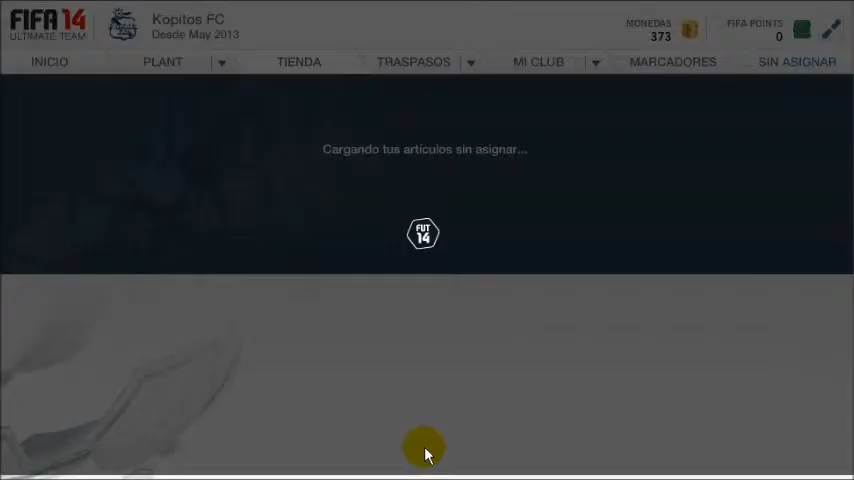 FIFA 14
ULTIMATE TEAM
Kopitos FC
Desde May 2013
MONEDAS
373
FIFA POINTS
0
INICIO
PLANT
TIENDA
TRASPASOS
MI CLUB
MARCADORES
... SIN ASIGNAR
Cargando tus artículos sin asignar...
FUT
14